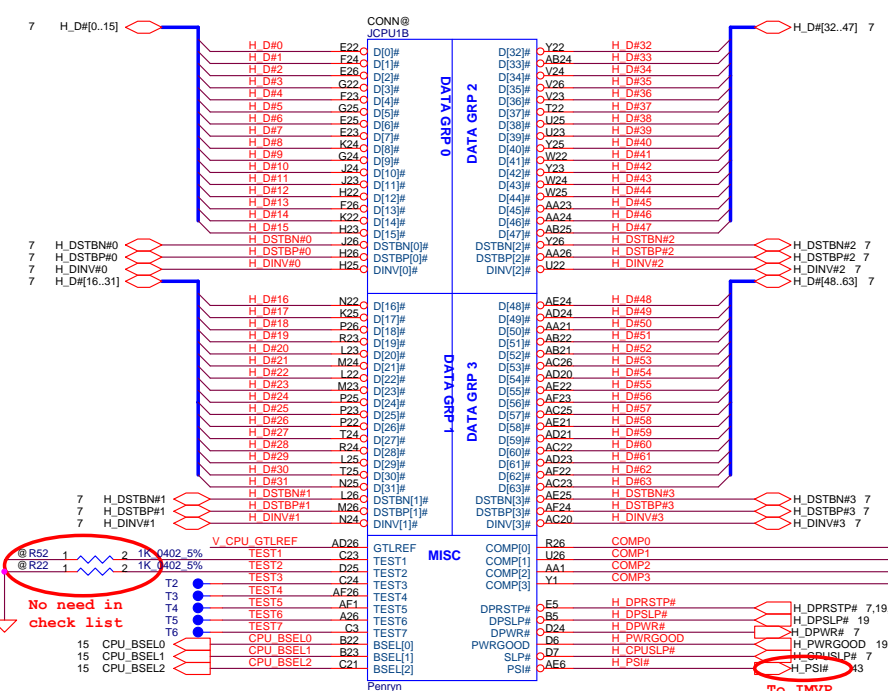 CONN@
JCPU1B
7 H_D#[0..15] H_D#[32..47] 7
H_D#0 E22 D[0]# D[32]# Y22 H_D#32
H_D#1 F24 D[1]# D[33]# AB24 H_D#33
H_D#2 E26 D[2]# D[34]# V24 H_D#34
H_D#3 G22 D[3]# D[35]# V26 H_D#35
H_D#4 F23 D[4]# D[36]# V23 H_D#36
H_D#5 G25 D[5]# D[37]# T22 H_D#37
H_D#6 E25 D[6]# D[38]# U25 H_D#38
H_D#7 E23 D[7]# D[39]# U23 H_D#39
H_D#8 K24 D[8]# D[40]# Y25 H_D#40
H_D#9 G24 D[9]# D[41]# W22 H_D#41
H_D#10 J24 D[10]# D[42]# Y23 H_D#42
H_D#11 J23 D[11]# D[43]# W24 H_D#43
H_D#12 H22 D[12]# D[44]# W25 H_D#44
H_D#13 F26 D[13]# D[45]# AA23 H_D#45
H_D#14 K22 D[14]# D[46]# AA24 H_D#46
H_D#15 H23 D[15]# D[47]# AB25 H_D#47
7 H_DSTBN#0 H_DSTBN#0 J26 DSTBN[0]# DSTBN[2]# Y26 H_DSTBN#2 H_DSTBN#2 7
7 H_DSTBP#0 H_DSTBP#0 H26 DSTBP[0]# DSTBP[2]# AA26 H_DSTBP#2 H_DSTBP#2 7
7 H_DINV#0 H_DINV#0 H25 DINV[0]# DINV[2]# U22 H_DINV#2 H_DINV#2 7
DATA GRP 0
DATA GRP 2
7 H_D#[16..31] H_D#[48..63] 7
H_D#16 N22 D[16]# D[48]# AE24 H_D#48
H_D#17 K25 D[17]# D[49]# AD24 H_D#49
H_D#18 P26 D[18]# D[50]# AA21 H_D#50
H_D#19 R23 D[19]# D[51]# AB22 H_D#51
H_D#20 L23 D[20]# D[52]# AB21 H_D#52
H_D#21 M24 D[21]# D[53]# AC26 H_D#53
H_D#22 L22 D[22]# D[54]# AD20 H_D#54
H_D#23 M23 D[23]# D[55]# AE22 H_D#55
H_D#24 P25 D[24]# D[56]# AF23 H_D#56
H_D#25 P23 D[25]# D[57]# AC25 H_D#57
H_D#26 P22 D[26]# D[58]# AE21 H_D#58
H_D#27 T24 D[27]# D[59]# AD21 H_D#59
H_D#28 R24 D[28]# D[60]# AC22 H_D#60
H_D#29 L25 D[29]# D[61]# AD23 H_D#61
H_D#30 T25 D[30]# D[62]# AF22 H_D#62
H_D#31 N25 D[31]# D[63]# AC23 H_D#63
7 H_DSTBN#1 H_DSTBN#1 L26 DSTBN[1]# DSTBN[3]# AE25 H_DSTBN#3 H_DSTBN#3 7
7 H_DSTBP#1 H_DSTBP#1 M26 DSTBP[1]# DSTBP[3]# AF24 H_DSTBP#3 H_DSTBP#3 7
7 H_DINV#1 H_DINV#1 N24 DINV[1]# DINV[3]# AC20 H_DINV#3 H_DINV#3 7
DATA GRP 1
DATA GRP 3
V_CPU_GTLREF AD26 GTLREF MISC COMP[0] R26 COMP0
@ R52 1 2 1K_0402_5% TEST1 C23 TEST1 COMP[1] U26 COMP1
@ R22 1 2 1K_0402_5% TEST2 D25 TEST2 COMP[2] AA1 COMP2
T2 TEST3 C24 TEST3 COMP[3] Y1 COMP3
T3 TEST4 AF26 TEST4
T4 TEST5 AF1 TEST5 DPRSTP# E5 H_DPRSTP# H_DPRSTP# 7,19
T5 TEST6 A26 TEST6 DPSLP# B5 H_DPSLP# H_DPSLP# 19
T6 TEST7 C3 TEST7 DPWR# D24 H_DPWR# H_DPWR# 7
15 CPU_BSEL0 CPU_BSEL0 B22 BSEL[0] PWRGOOD D6 H_PWRGOOD H_PWRGOOD 19
15 CPU_BSEL1 CPU_BSEL1 B23 BSEL[1] SLP# D7 H_CPUSLP# H_CPUSLP# 7
15 CPU_BSEL2 CPU_BSEL2 C21 BSEL[2] PSI# AE6 H_PSI# H_PSI# 43
No need in
check list
Penryn
To IMVP